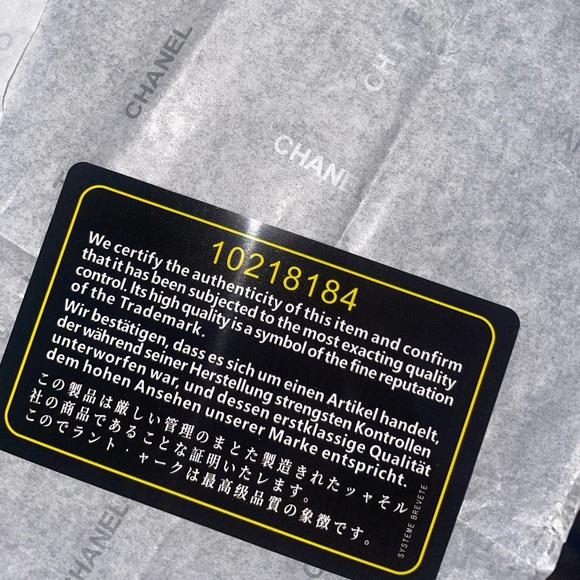 CHANEL
CH
CHANEL
10218184
We certify the authenticity of this item and confirm
that it has been subjected to the most exacting quality
control. Its high quality is a symbol of the fine reputation
of the Trademark.
Wir bestätigen, dass es sich um einen Artikel handelt,
der während seiner Herstellung strengsten Kontrollen
unterworfen war, und dessen erstklassige Qualität
dem hohen Ansehen unserer Marke entspricht.
この製品は厳しい管理のまとた製造されたッャそル
社の商品であることな証明いたレます。
このでラント・ャークは最高級品質の象徴です。
SYSTEME BREVETE
HANEL